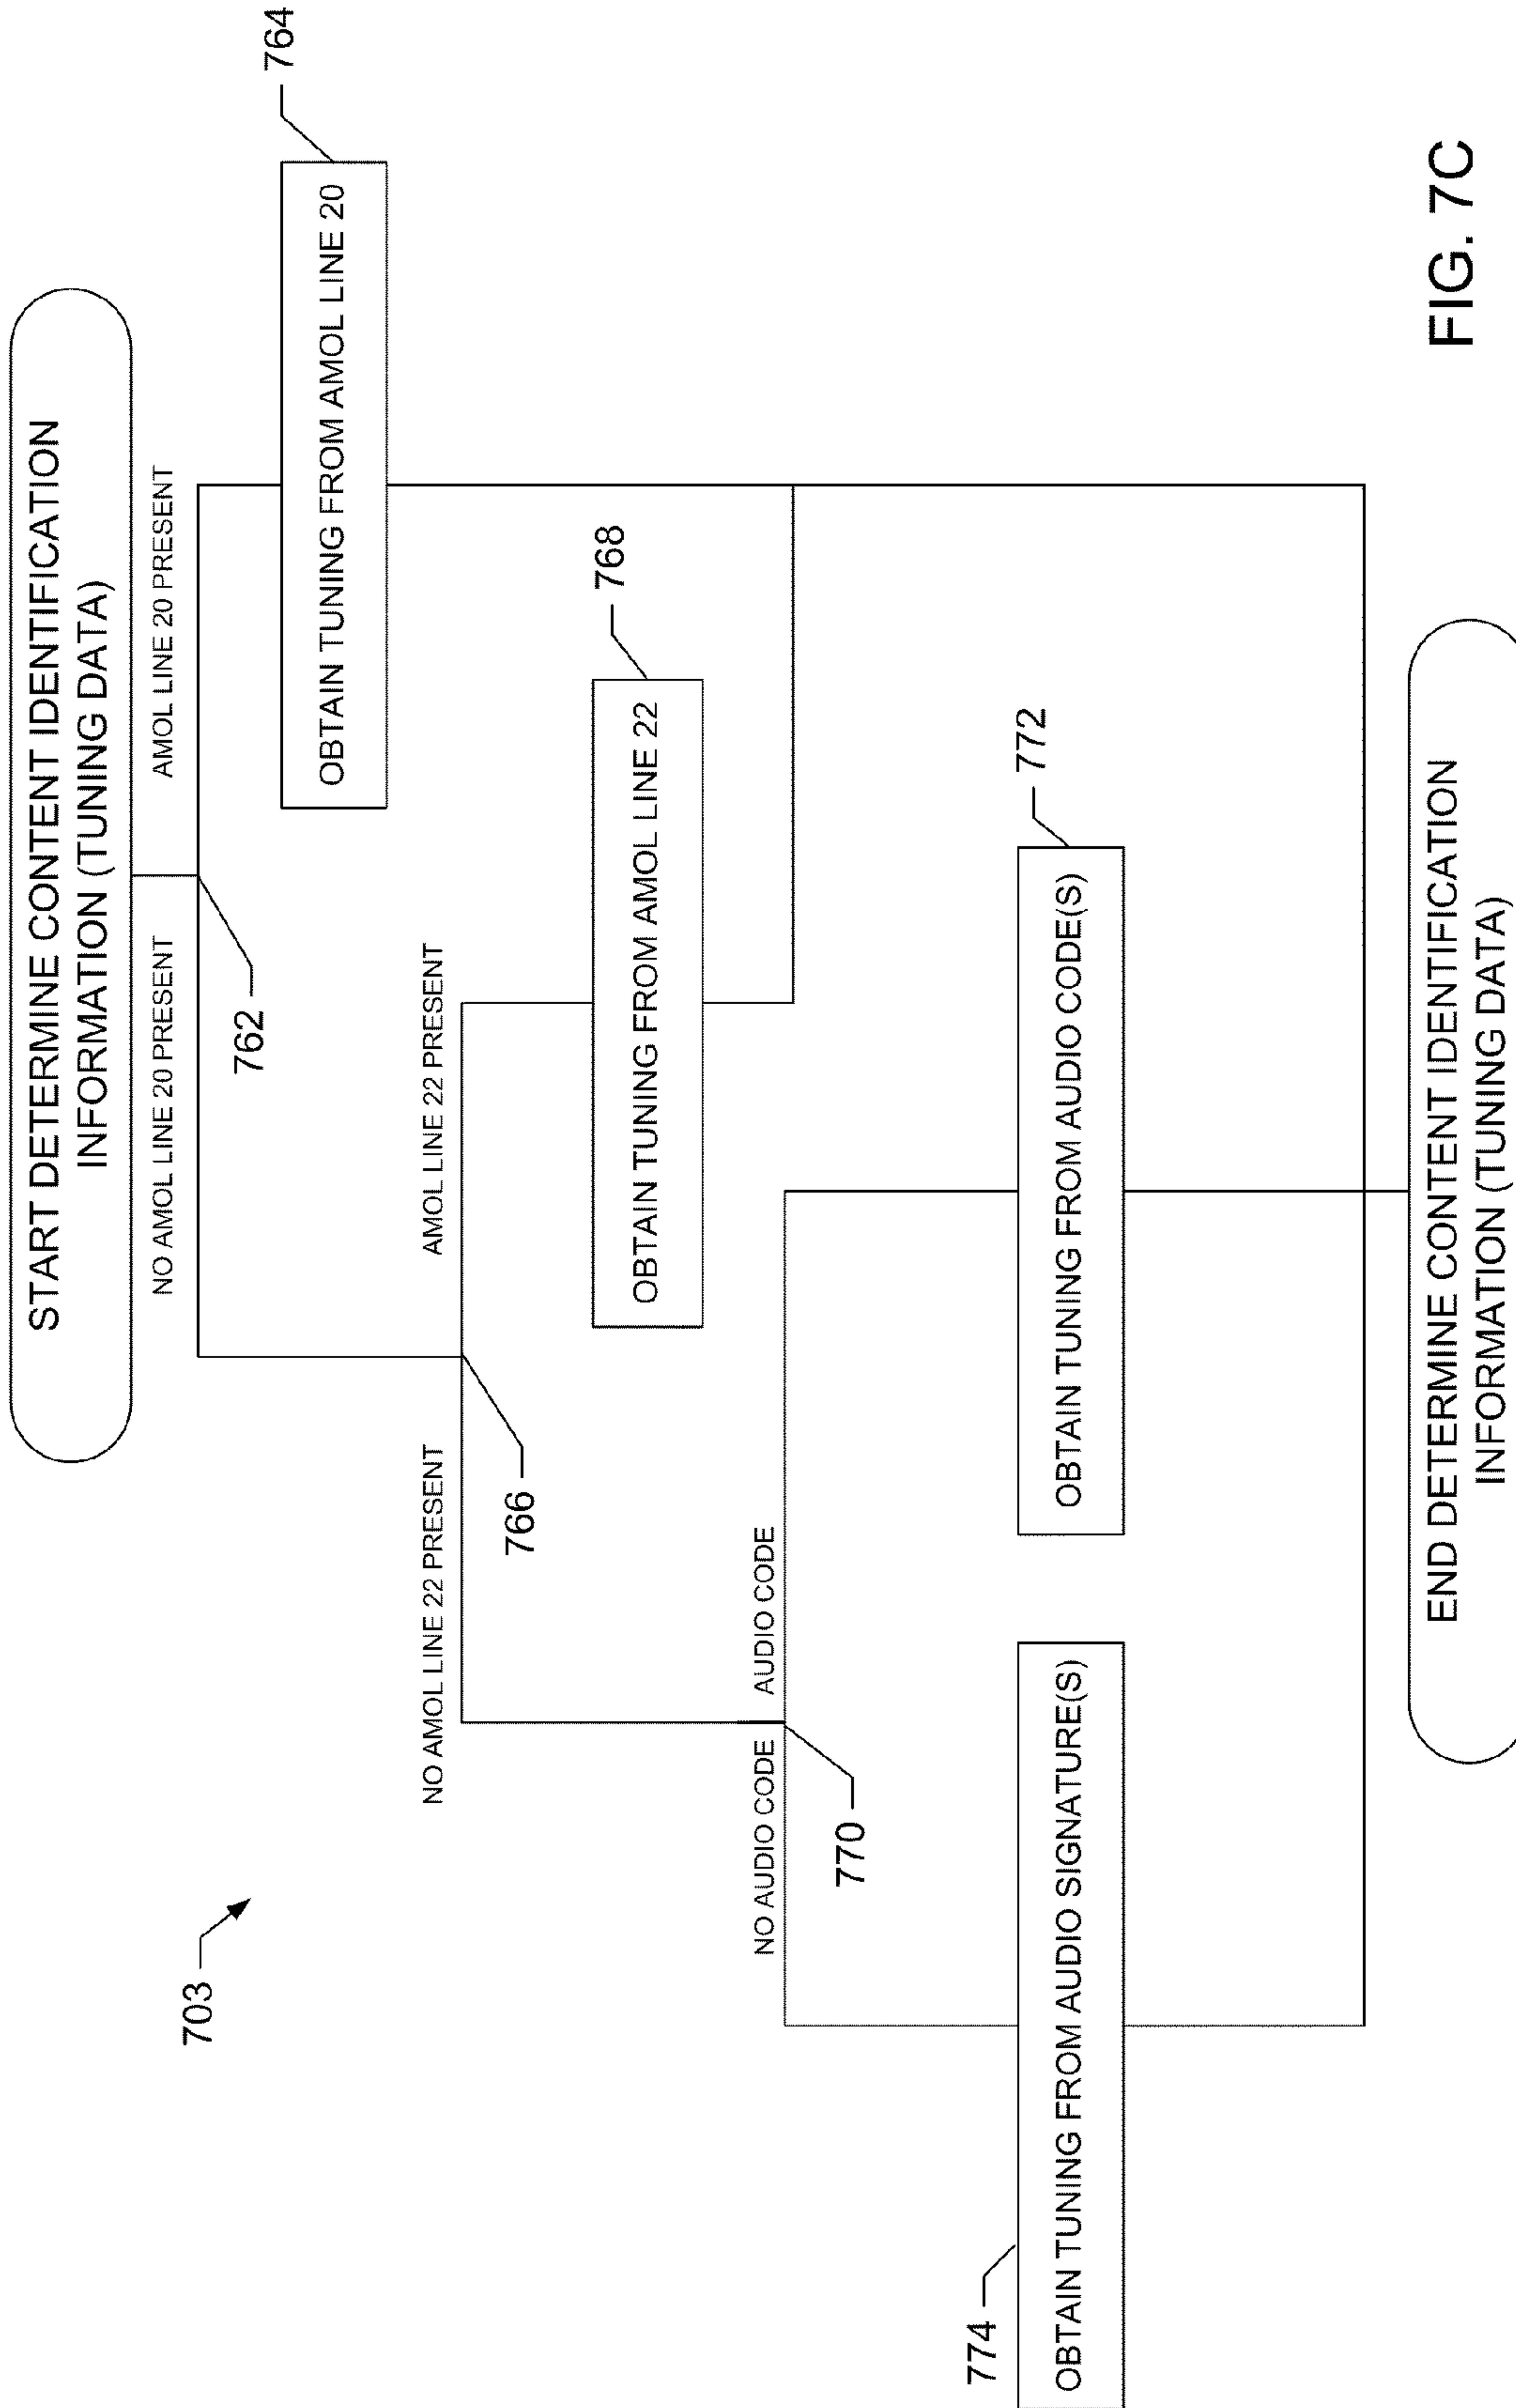 START DETERMINE CONTENT IDENTIFICATION
INFORMATION (TUNING DATA)
703
NO AMOL LINE 20 PRESENT
AMOL LINE 20 PRESENT
762
764
OBTAIN TUNING FROM AMOL LINE 20
NO AMOL LINE 22 PRESENT
AMOL LINE 22 PRESENT
766
768
OBTAIN TUNING FROM AMOL LINE 22
NO AUDIO CODE
AUDIO CODE
770
774
772
OBTAIN TUNING FROM AUDIO SIGNATURE(S)
OBTAIN TUNING FROM AUDIO CODE(S)
END DETERMINE CONTENT IDENTIFICATION
INFORMATION (TUNING DATA)
FIG. 7C